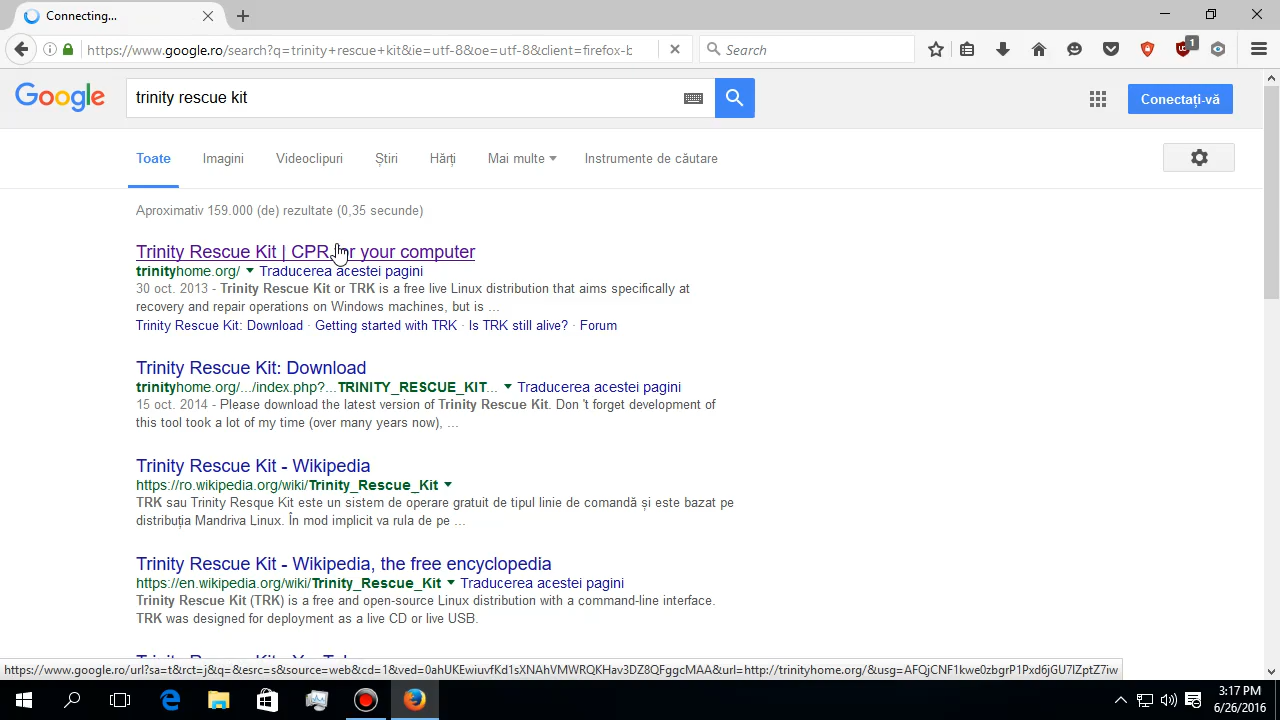 Connecting...
https://www.google.ro/search?q=trinity+rescue+kit&ie=utf-8&oe=utf-8&client=firefox-b
Search
1
Google
trinity rescue kit
Conectați-vă
Toate Imagini Videoclipuri Știri Hărți Mai multe Instrumente de căutare
Aproximativ 159.000 (de) rezultate (0,35 secunde)
Trinity Rescue Kit | CPR for your computer
trinityhome.org/ Traducerea acestei pagini
30 oct. 2013 - Trinity Rescue Kit or TRK is a free live Linux distribution that aims specifically at
recovery and repair operations on Windows machines, but is ...
Trinity Rescue Kit: Download · Getting started with TRK · Is TRK still alive? · Forum
Trinity Rescue Kit: Download
trinityhome.org/.../index.php?...TRINITY_RESCUE_KIT... Traducerea acestei pagini
15 oct. 2014 - Please download the latest version of Trinity Rescue Kit. Don 't forget development of
this tool took a lot of my time (over many years now), ...
Trinity Rescue Kit - Wikipedia
https://ro.wikipedia.org/wiki/Trinity_Rescue_Kit
TRK sau Trinity Resque Kit este un sistem de operare gratuit de tipul linie de comandă și este bazat pe
distribuția Mandriva Linux. În mod implicit va rula de pe ...
Trinity Rescue Kit - Wikipedia, the free encyclopedia
https://en.wikipedia.org/wiki/Trinity_Rescue_Kit Traducerea acestei pagini
Trinity Rescue Kit (TRK) is a free and open-source Linux distribution with a command-line interface.
TRK was designed for deployment as a live CD or live USB.
Trinity Rescue Kit - YouTube
https://www.google.ro/url?sa=t&rct=j&q=&esrc=s&source=web&cd=1&ved=0ahUKEwiuvfKd1sXNAhVMWRQKHav3DZ8QFggcMAA&url=http://trinityhome.org/&usg=AFQjCNF1kwe0zbgrP1Pxd6jGU7lZptZ7iw
3:17 PM
6/26/2016